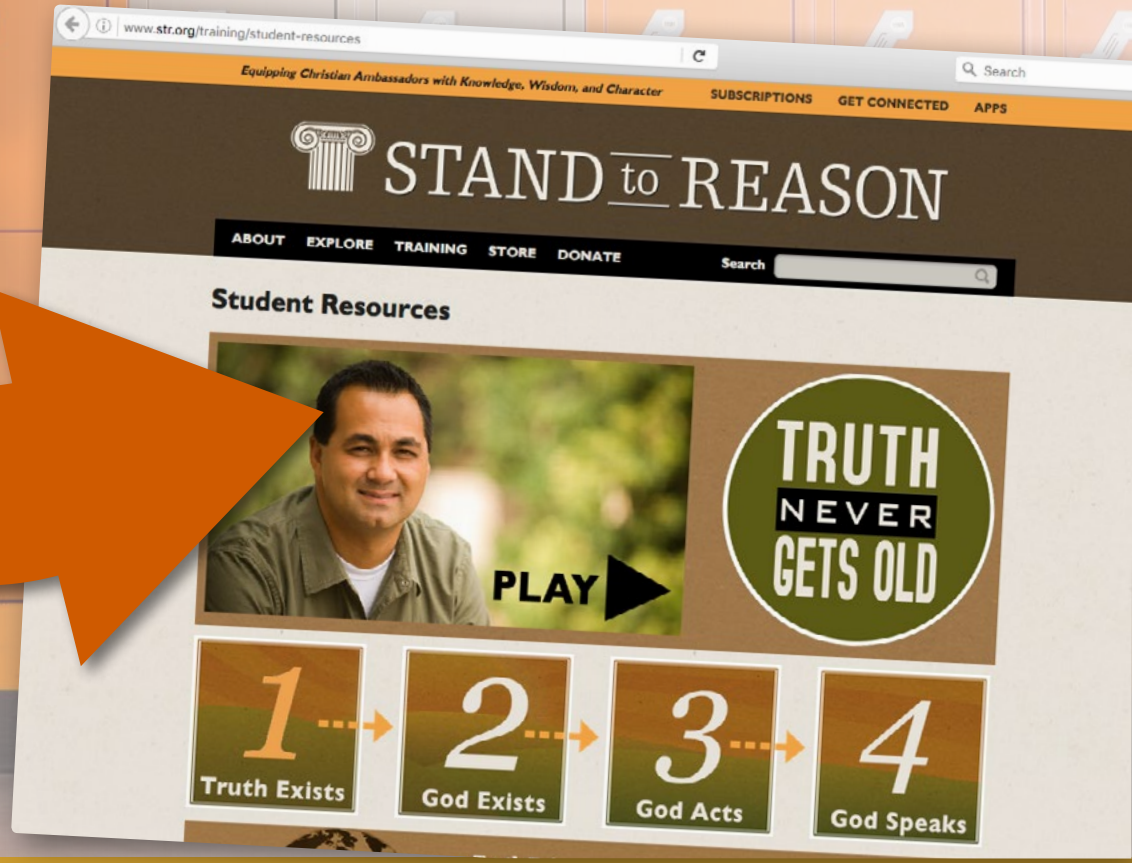 www.str.org/training/student-resources
Search
Equipping Christian Ambassadors with Knowledge, Wisdom, and Character
SUBSCRIPTIONS GET CONNECTED APPS
STAND to REASON
ABOUT EXPLORE TRAINING STORE DONATE Search
Student Resources
PLAY
TRUTH
NEVER
GETS OLD
1 2 3 4
Truth Exists God Exists God Acts God Speaks